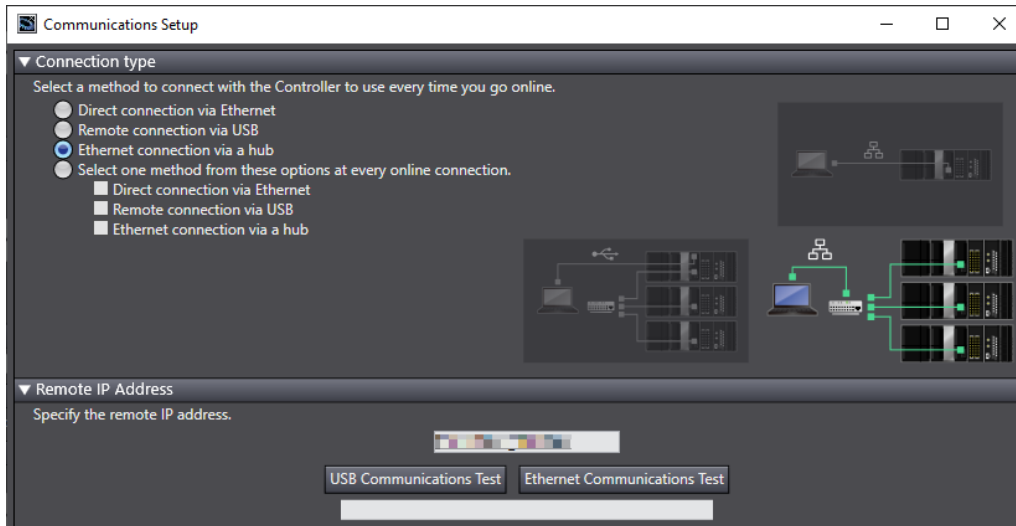 Communications Setup
Connection type
Select a method to connect with the Controller to use every time you go online.
Direct connection via Ethernet
Remote connection via USB
Ethernet connection via a hub
Select one method from these options at every online connection.
Direct connection via Ethernet
Remote connection via USB
Ethernet connection via a hub
Remote IP Address
Specify the remote IP address.
USB Communications Test
Ethernet Communications Test